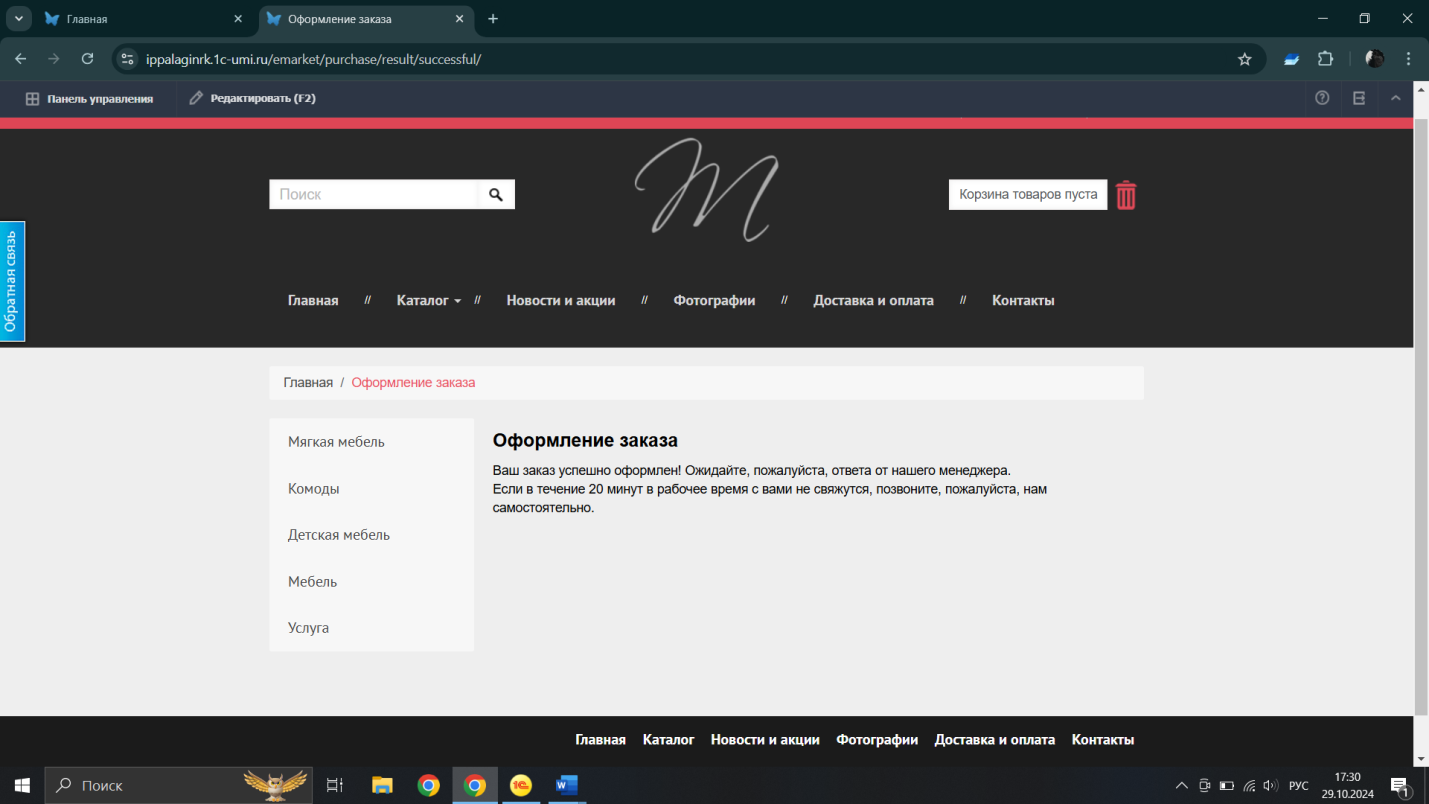 Главная
Оформление заказа
ippalaginrk.1c-umi.ru/emarket/purchase/result/successful/
Панель управления
Редактировать (F2)
Поиск
M
Корзина товаров пуста
Обратная связь
Главная // Каталог // Новости и акции // Фотографии // Доставка и оплата // Контакты
Главная / Оформление заказа
Мягкая мебель
Комоды
Детская мебель
Мебель
Услуга
Оформление заказа
Ваш заказ успешно оформлен! Ожидайте, пожалуйста, ответа от нашего менеджера.
Если в течение 20 минут в рабочее время с вами не свяжутся, позвоните, пожалуйста, нам
самостоятельно.
Главная Каталог Новости и акции Фотографии Доставка и оплата Контакты
Поиск
1С
W
РУС
17:30
29.10.2024
1